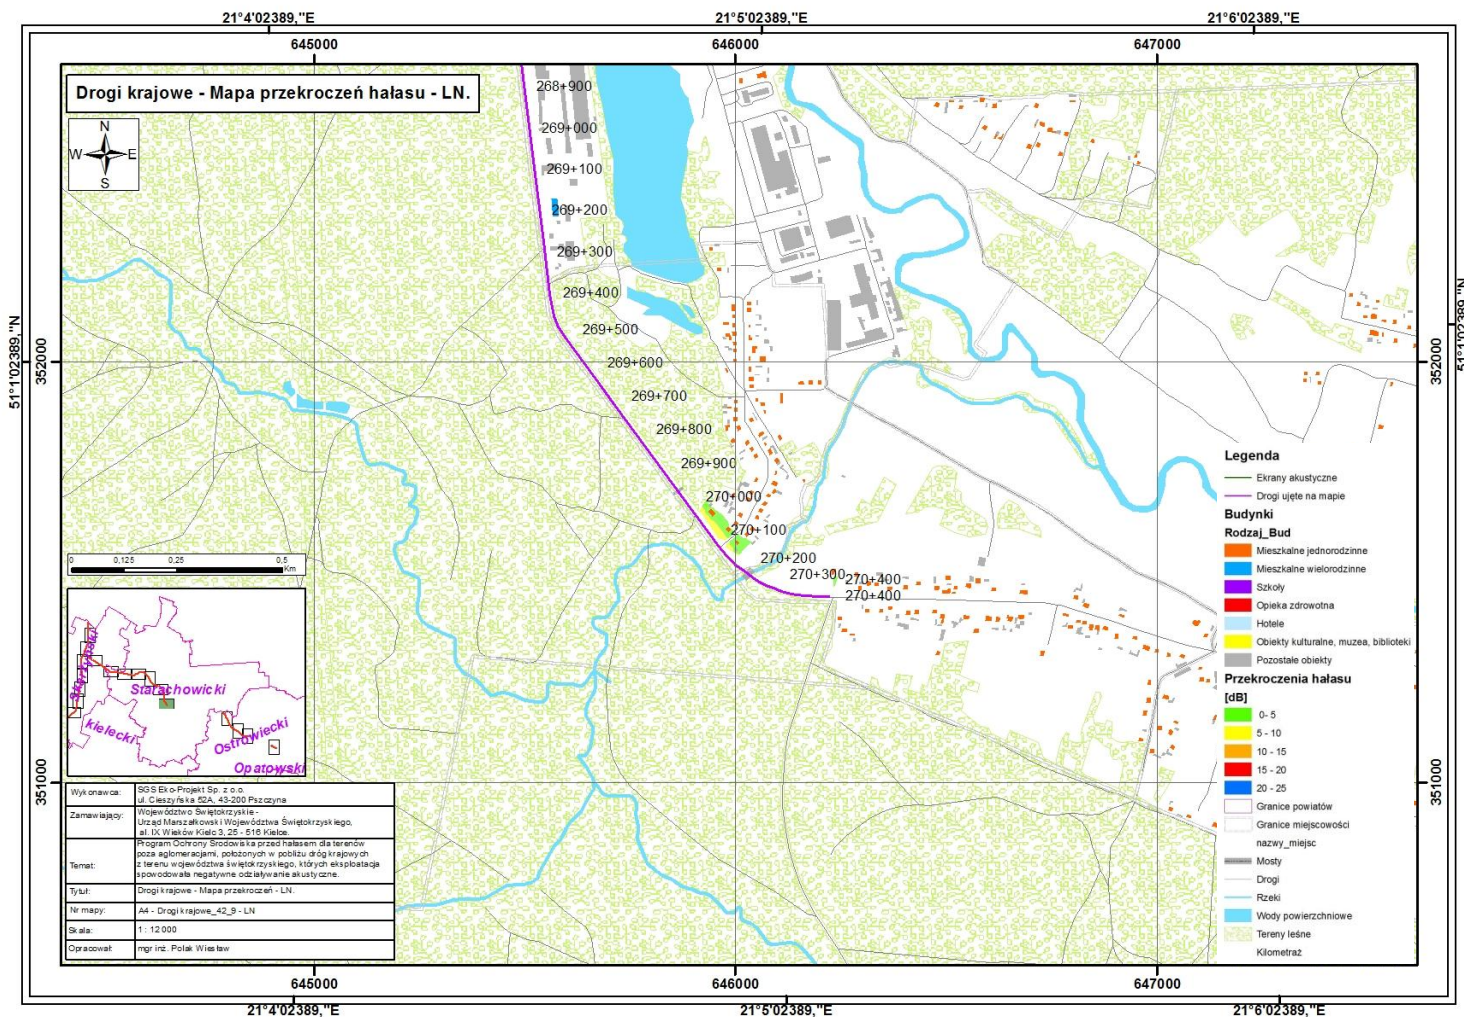 21°4'02389,"E
21°5'02389,"E
21°6'02389,"E
645000
646000
647000
Drogi krajowe - Mapa przekroczeń hałasu - LN.
N
W
E
S
268+900
269+000
269+100
269+200
269+300
269+400
269+500
269+600
269+700
269+800
269+900
270+000
270+100
270+200
270+300
270+400
270+400
51°1'02389,"N
352000
352000
51°1'02389,"N
351000
351000
0
0,125
0,25
0,5
Km
Skarżyski
Starachowicki
kielecki
Ostrowiecki
Opatowski
Legenda
Ekrany akustyczne
Drogi ujęte na mapie
Budynki
Rodzaj_Bud
Mieszkalne jednorodzinne
Mieszkalne wielorodzinne
Szkoły
Opieka zdrowotna
Hotele
Obiekty kulturalne, muzea, biblioteki
Pozostałe obiekty
Przekroczenia hałasu
[dB]
0- 5
5 - 10
10 - 15
15 - 20
20 - 25
Granice powiatów
Granice miejscowości
nazwy_miejsc
Mosty
Drogi
Rzeki
Wody powierzchniowe
Tereny leśne
Kilometraż
Wykonawca:
SGS Eko-Projekt Sp. z o.o.
ul. Cieszyńska 52A, 43-200 Pszczyna
Zamawiający:
Województwo Świętokrzyskie -
Urząd Marszałkowski Województwa Świętokrzyskiego,
al. IX Wieków Kielc 3, 25 - 516 Kielce.
Temat:
Program Ochrony Środowiska przed hałasem dla terenów
poza aglomeracjami, położonych w pobliżu dróg krajowych
z terenu województwa świętokrzyskiego, których eksploatacja
spowodowała negatywne odziaływanie akustyczne.
Tytuł:
Drogi krajowe - Mapa przekroczeń - LN.
Nr mapy:
A4 - Drogi krajowe_42_9 - LN
Skala:
1 : 12 000
Opracował:
mgr inż. Polak Wiesław
645000
646000
647000
21°4'02389,"E
21°5'02389,"E
21°6'02389,"E